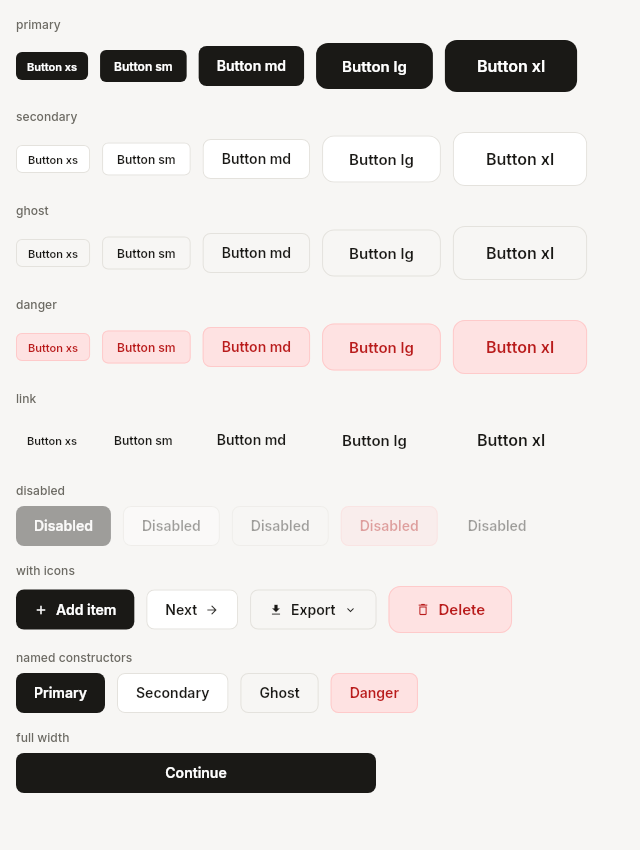 primary
Button xs Button sm Button md Button lg Button xl
secondary
Button xs Button sm Button md Button lg Button xl
ghost
Button xs Button sm Button md Button lg Button xl
danger
Button xs Button sm Button md Button lg Button xl
link
Button xs Button sm Button md Button lg Button xl
disabled
Disabled Disabled Disabled Disabled Disabled
with icons
Add item Next Export Delete
named constructors
Primary Secondary Ghost Danger
full width
Continue